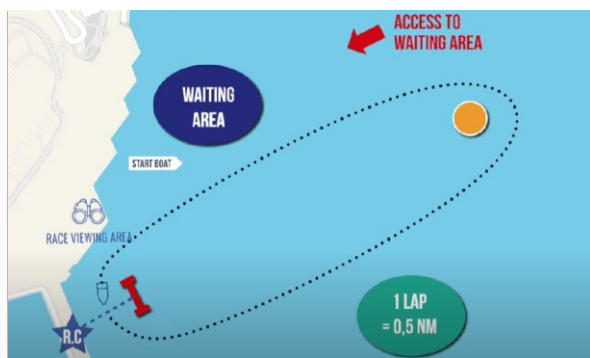 ACCESS TO
WAITING AREA
WAITING
AREA
START BOAT
RACE VIEWING AREA
R.C
1 LAP
= 0,5 NM